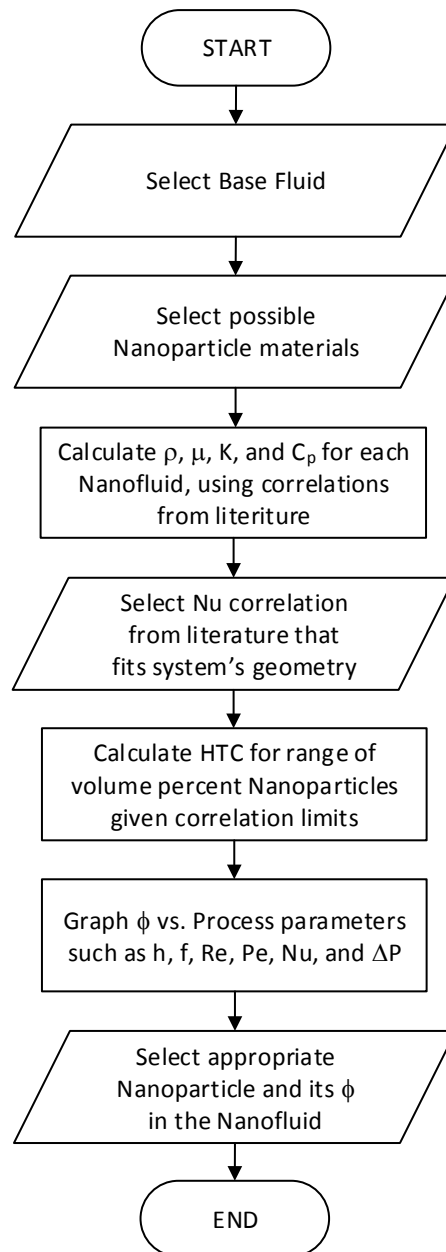 START
Select Base Fluid
Select possible
Nanoparticle materials
Calculate ρ, μ, K, and Cₚ for each
Nanofluid, using correlations
from literiture
Select Nu correlation
from literature that
fits system's geometry
Calculate HTC for range of
volume percent Nanoparticles
given correlation limits
Graph ϕ vs. Process parameters
such as h, f, Re, Pe, Nu, and ΔP
Select appropriate
Nanoparticle and its ϕ
in the Nanofluid
END